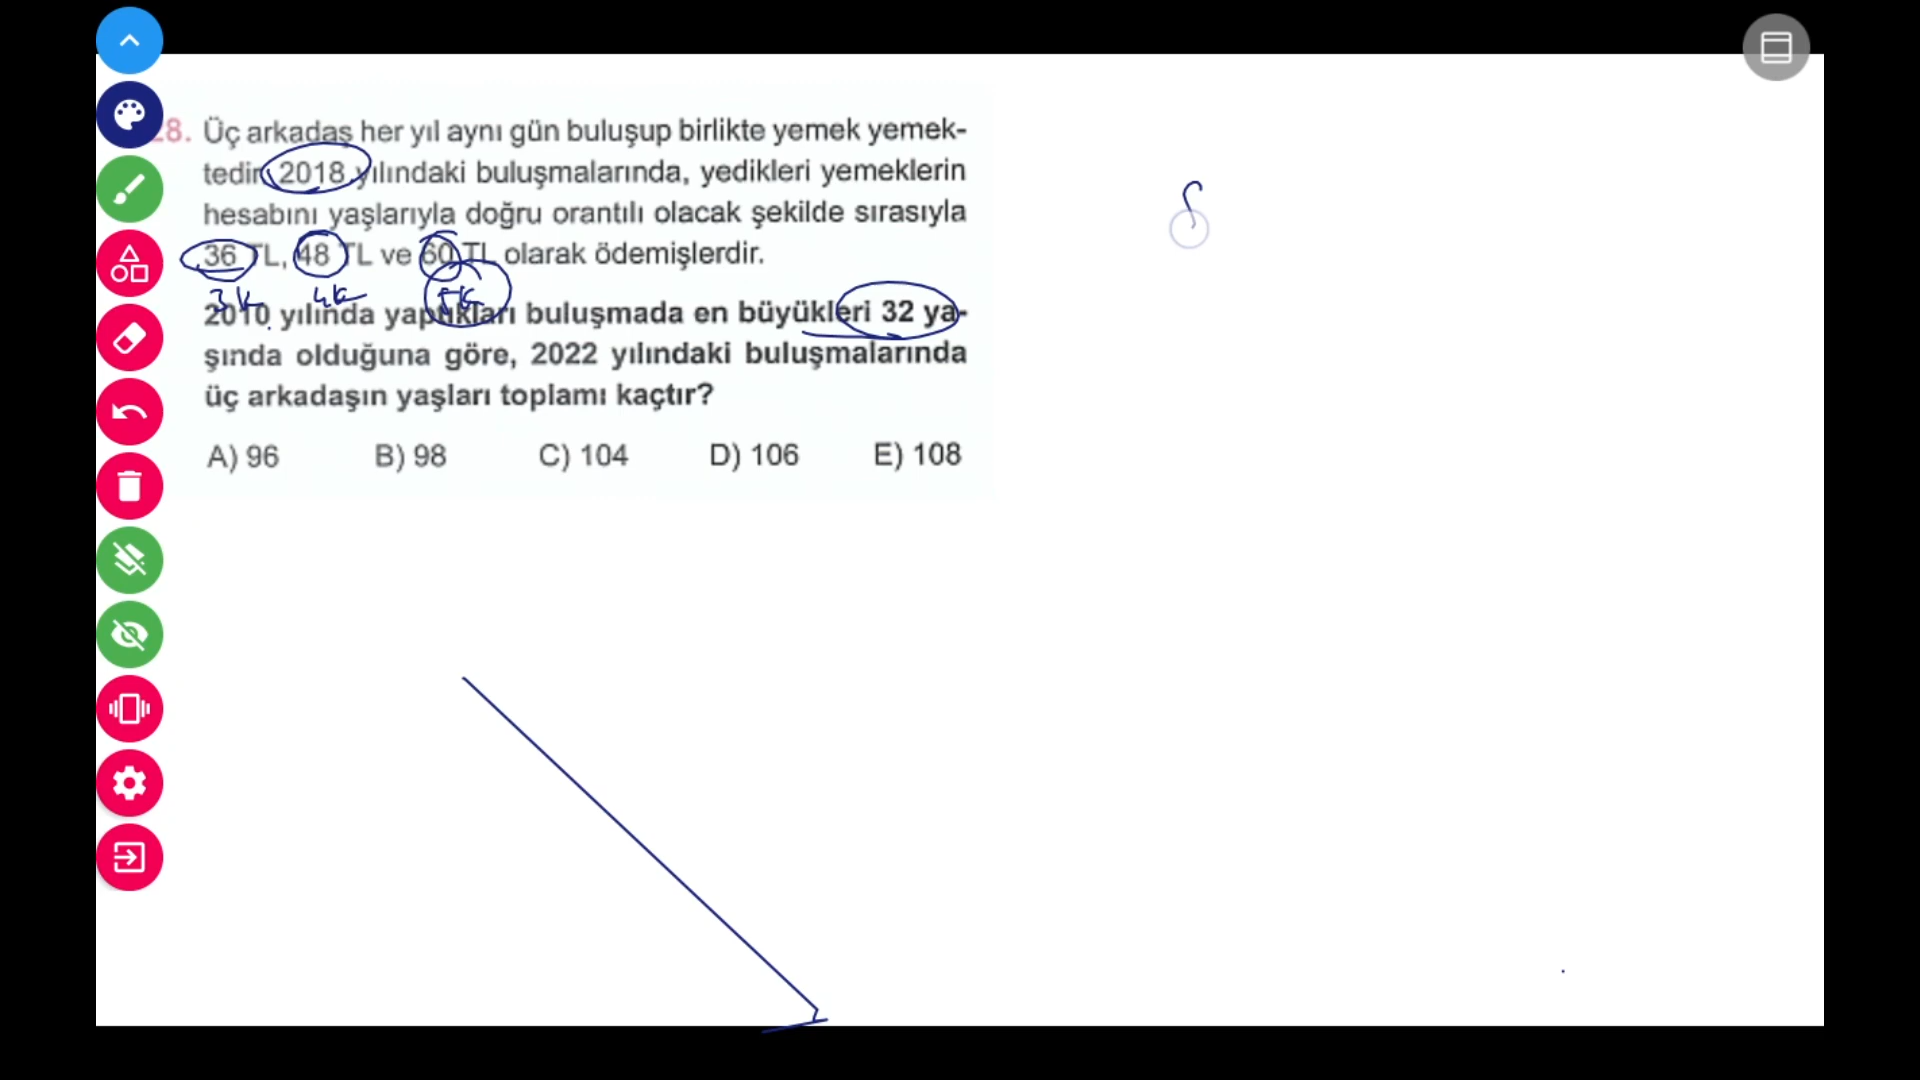 28. Üç arkadaş her yıl aynı gün buluşup birlikte yemek yemek-
tedir. 2018 yılındaki buluşmalarında, yedikleri yemeklerin
hesabını yaşlarıyla doğru orantılı olacak şekilde sırasıyla
36 TL, 48 TL ve 60 TL olarak ödemişlerdir.
3k 4k 5k
2010 yılında yaptıkları buluşmada en büyükleri 32 ya-
şında olduğuna göre, 2022 yılındaki buluşmalarında
üç arkadaşın yaşları toplamı kaçtır?
A) 96 B) 98 C) 104 D) 106 E) 108